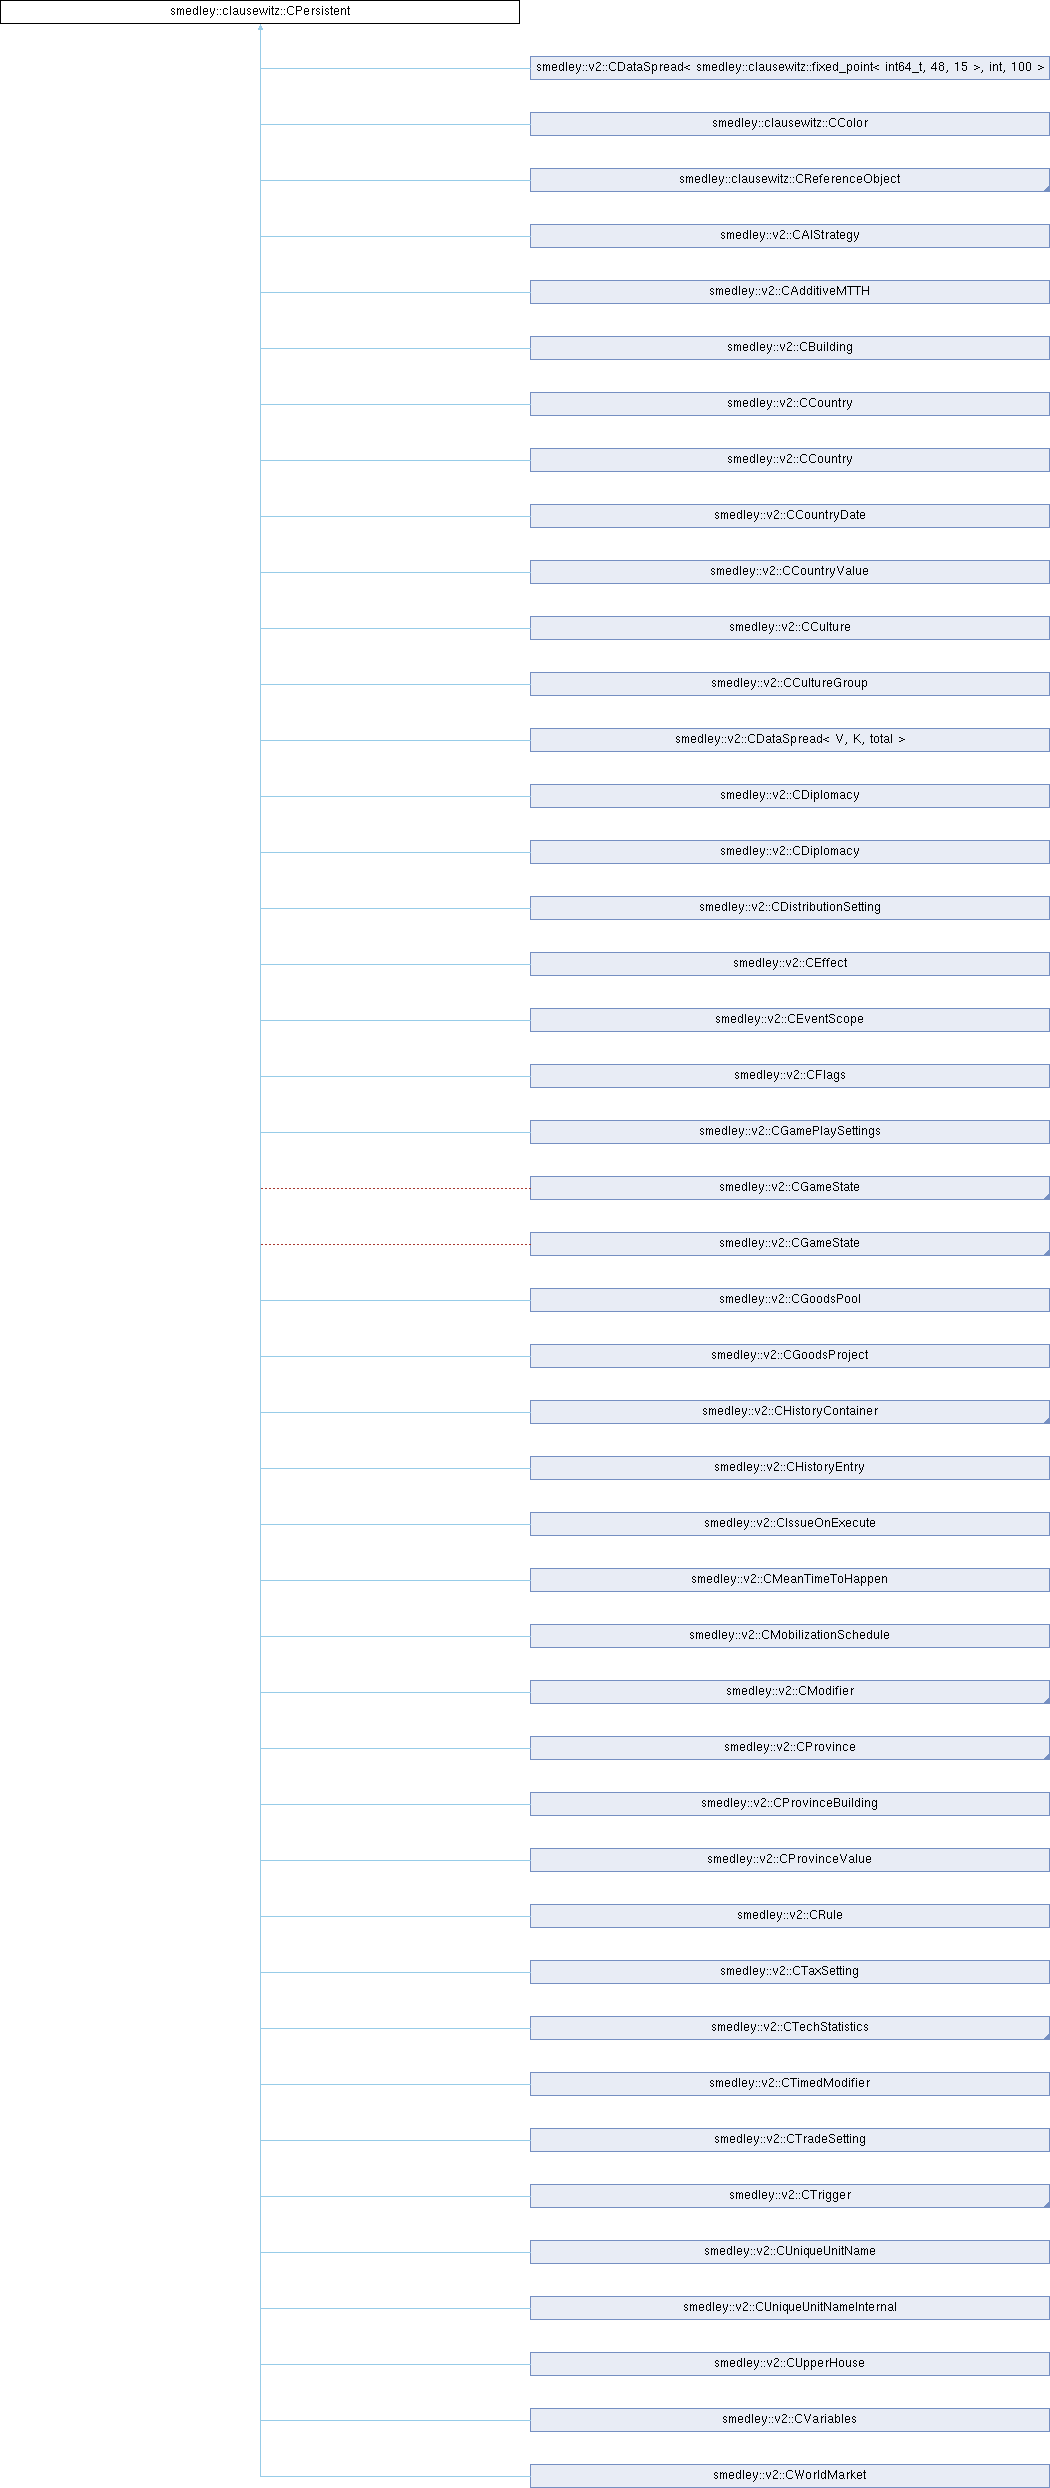 smedley::clausewitz::CPersistent
smedley::v2::CDataSpread< smedley::clausewitz::fixed_point< int64_t, 48, 15 >, int, 100 >
smedley::clausewitz::CColor
smedley::clausewitz::CReferenceObject
smedley::v2::CAIStrategy
smedley::v2::CAdditiveMTTH
smedley::v2::CBuilding
smedley::v2::CCountry
smedley::v2::CCountry
smedley::v2::CCountryDate
smedley::v2::CCountryValue
smedley::v2::CCulture
smedley::v2::CCultureGroup
smedley::v2::CDataSpread< V, K, total >
smedley::v2::CDiplomacy
smedley::v2::CDiplomacy
smedley::v2::CDistributionSetting
smedley::v2::CEffect
smedley::v2::CEventScope
smedley::v2::CFlags
smedley::v2::CGamePlaySettings
smedley::v2::CGameState
smedley::v2::CGameState
smedley::v2::CGoodsPool
smedley::v2::CGoodsProject
smedley::v2::CHistoryContainer
smedley::v2::CHistoryEntry
smedley::v2::CIssueOnExecute
smedley::v2::CMeanTimeToHappen
smedley::v2::CMobilizationSchedule
smedley::v2::CModifier
smedley::v2::CProvince
smedley::v2::CProvinceBuilding
smedley::v2::CProvinceValue
smedley::v2::CRule
smedley::v2::CTaxSetting
smedley::v2::CTechStatistics
smedley::v2::CTimedModifier
smedley::v2::CTradeSetting
smedley::v2::CTrigger
smedley::v2::CUniqueUnitName
smedley::v2::CUniqueUnitNameInternal
smedley::v2::CUpperHouse
smedley::v2::CVariables
smedley::v2::CWorldMarket